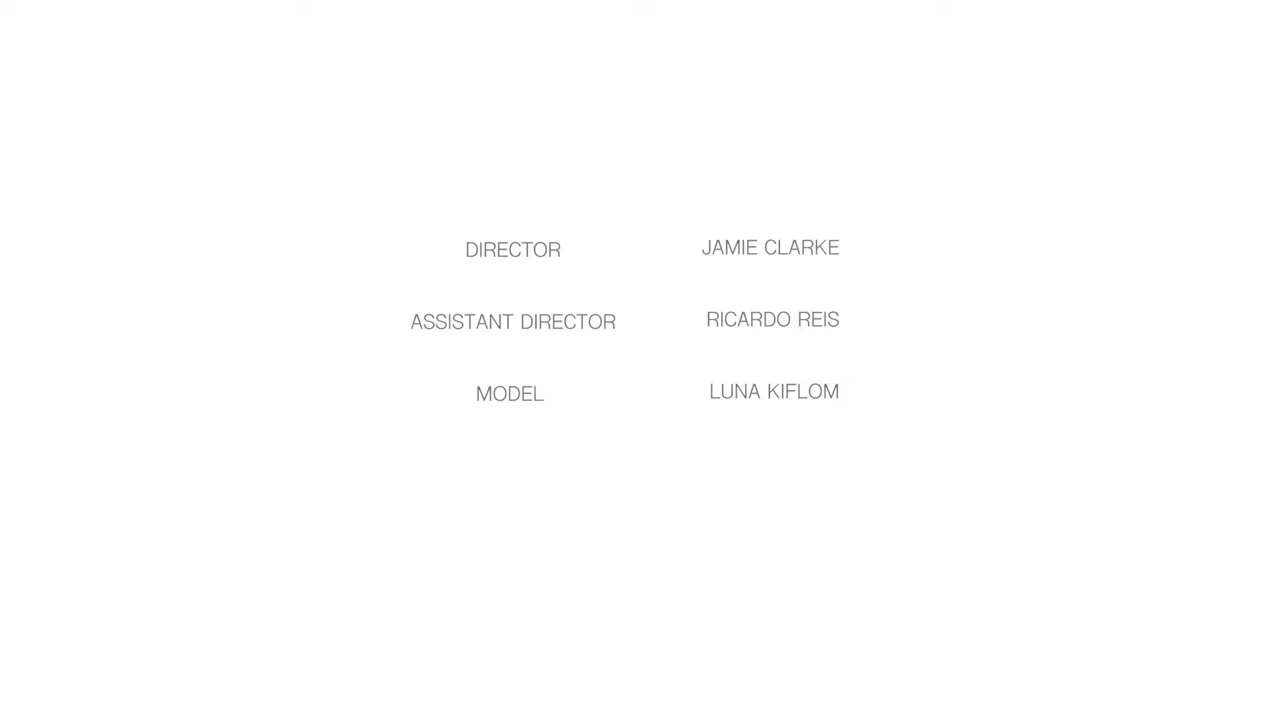 DIRECTOR JAMIE CLARKE
ASSISTANT DIRECTOR RICARDO REIS
MODEL LUNA KIFLOM